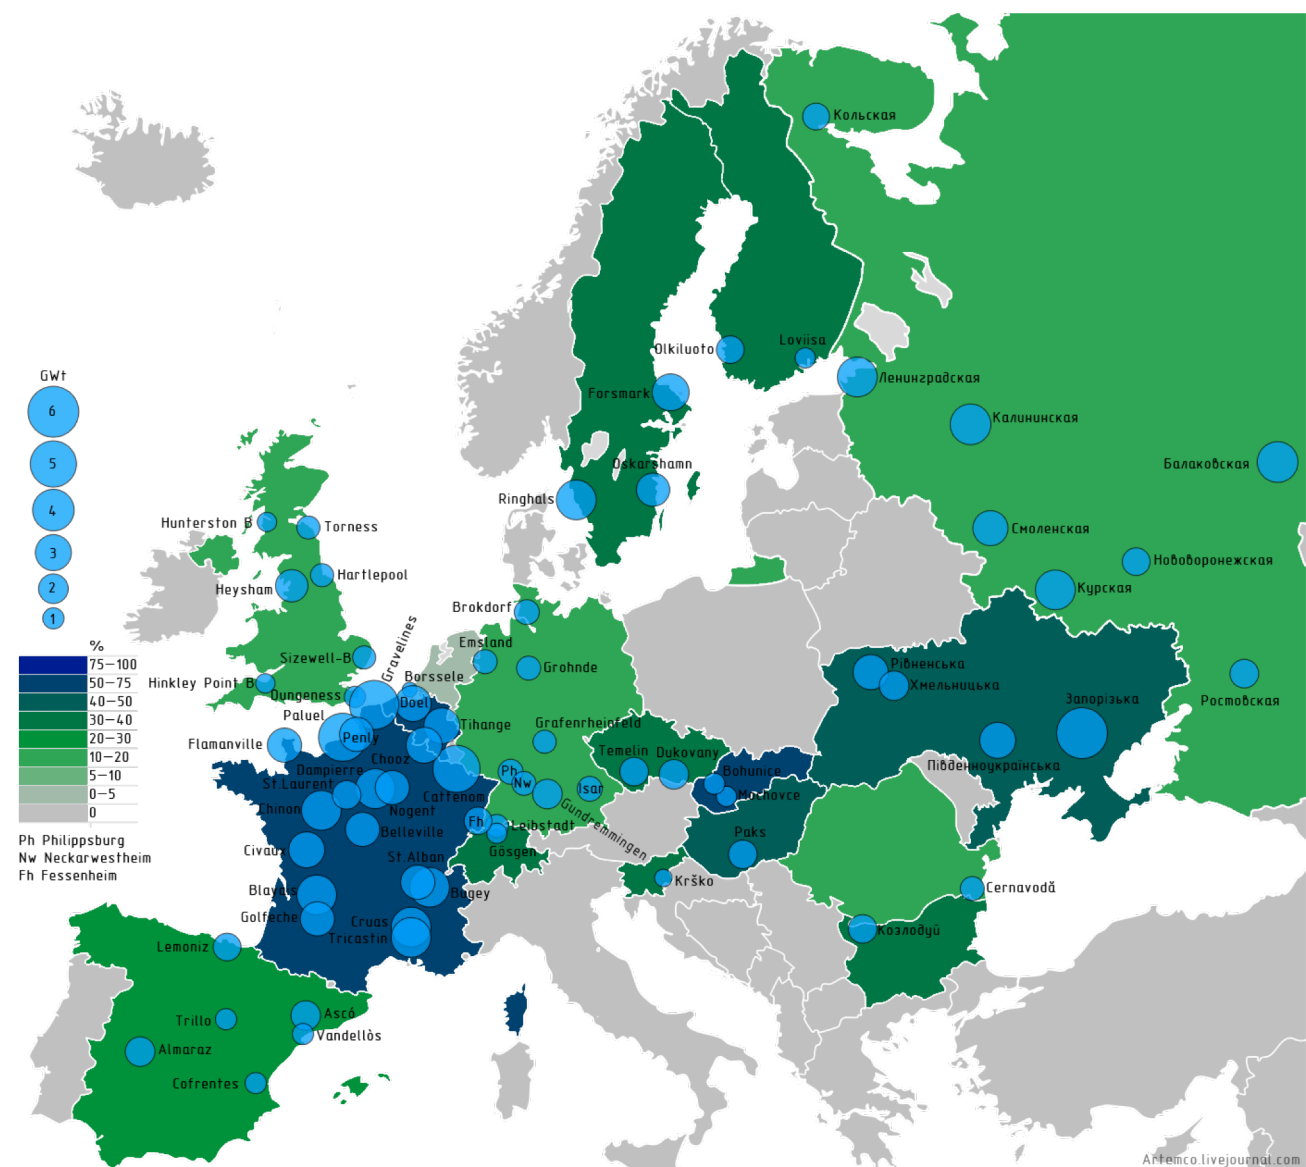 Кольская
Olkiluoto
Loviisa
Forsmark
Ленинградская
GWt
6
5
4
3
2
1
Калининская
Балаковская
Oskarshamn
Ringhals
Hunterston B
Torness
Смоленская
Нововоронежская
Hartlepool
Heysham
Курская
Brokdorf
Gravelines
Emsland
%
75—100
50—75
40—50
30—40
20—30
10—20
5—10
0—5
0
Sizewell-B
Grohnde
Рівненська
Хмельницька
Borssele
Hinkley Point B
Dungeness
Doel
Запорізька
Ростовская
Paluel
Tihange
Grafenrheinfeld
Penly
Flamanville
Chooz
Temelin
Dukovany
Південноукраїнська
Dampierre
Ph
Bohunice
St.Laurent
Nw
Isar
Cattenom
Mochovce
Chinon
Nogent
Gundremmingen
Fh
Leibstadt
Belleville
Paks
Ph Philippsburg
Nw Neckarwestheim
Fh Fessenheim
Civaux
Gösgen
St.Alban
Krško
Blayais
Bugey
Cernavodă
Golfeche
Cruas
Козлодуй
Tricastin
Lemoniz
Trillo
Ascó
Vandellòs
Almaraz
Cofrentes
Artemco.livejournal.com